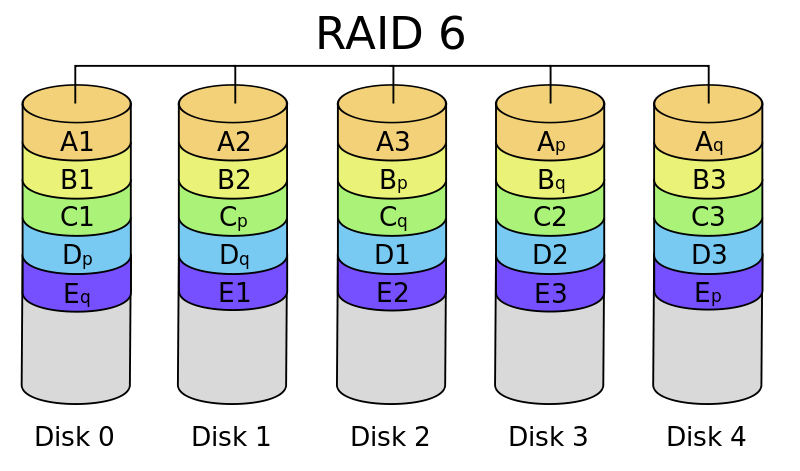 RAID 6
A1 A2 A3 Ap Aq
B1 B2 Bp Bq B3
C1 Cp Cq C2 C3
Dp Dq D1 D2 D3
Eq E1 E2 E3 Ep
Disk 0 Disk 1 Disk 2 Disk 3 Disk 4